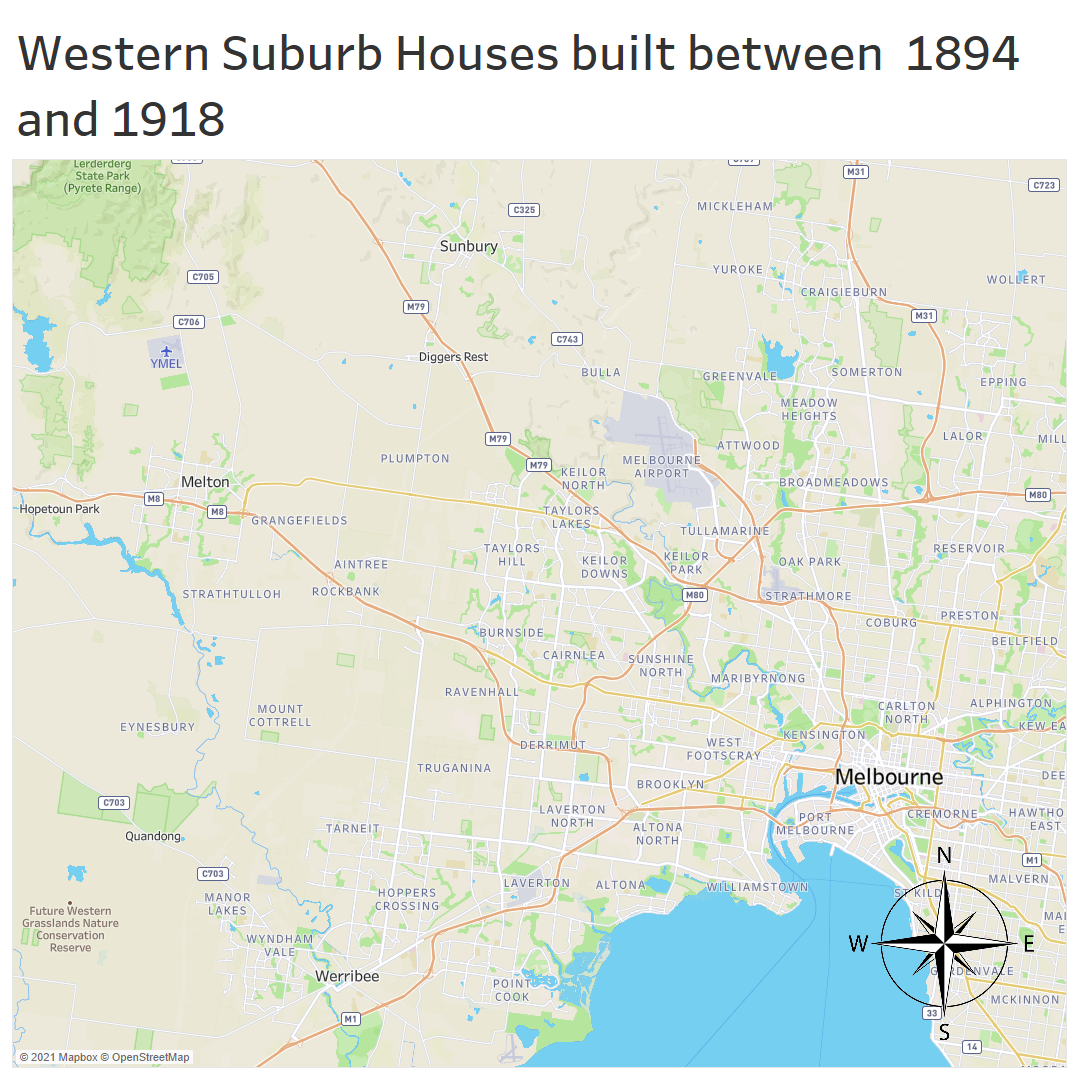 Western Suburb Houses built between  1894
and 1918
Lerderderg
State Park
(Pyrete Range)
M31
C723
C325
MICKLEHAM
Sunbury
C705
YUROKE
CRAIGIEBURN
WOLLERT
M79
C706
M31
C743
YMEL
Diggers Rest
BULLA
GREENVALE
SOMERTON
EPPING
MEADOW
HEIGHTS
M79
ATTWOOD
LALOR
MILL
PLUMPTON
M79
KEILOR
NORTH
MELBOURNE
AIRPORT
Melton
BROADMEADOWS
M8
M80
Hopetoun Park
M8
GRANGEFIELDS
TAYLORS
LAKES
TULLAMARINE
TAYLORS
HILL
RESERVOIR
AINTREE
KEILOR
DOWNS
KEILOR
PARK
OAK PARK
STRATHTULLOH
ROCKBANK
M80
STRATHMORE
PRESTON
COBURG
BURNSIDE
BELLFIELD
CAIRNLEA
SUNSHINE
NORTH
MARIBYRNONG
RAVENHALL
ALPHINGTON
MOUNT
COTTRELL
CARLTON
NORTH
EYNESBURY
KEW EA
KENSINGTON
DERRIMUT
WEST
FOOTSCRAY
TRUGANINA
Melbourne
DEE
BROOKLYN
C703
LAVERTON
NORTH
CREMORNE
HAWTHO
EAST
PORT
MELBOURNE
TARNEIT
ALTONA
NORTH
Quandong
N
M1
C703
MALVERN
LAVERTON
ALTONA
WILLIAMSTOWN
ST KILD
HOPPERS
CROSSING
MANOR
LAKES
Future Western
Grasslands Nature
Conservation
Reserve
MAI
E
WYNDHAM
VALE
W
E
Werribee
POINT
COOK
MCKINNON
M1
33
S
14
© 2021 Mapbox © OpenStreetMap